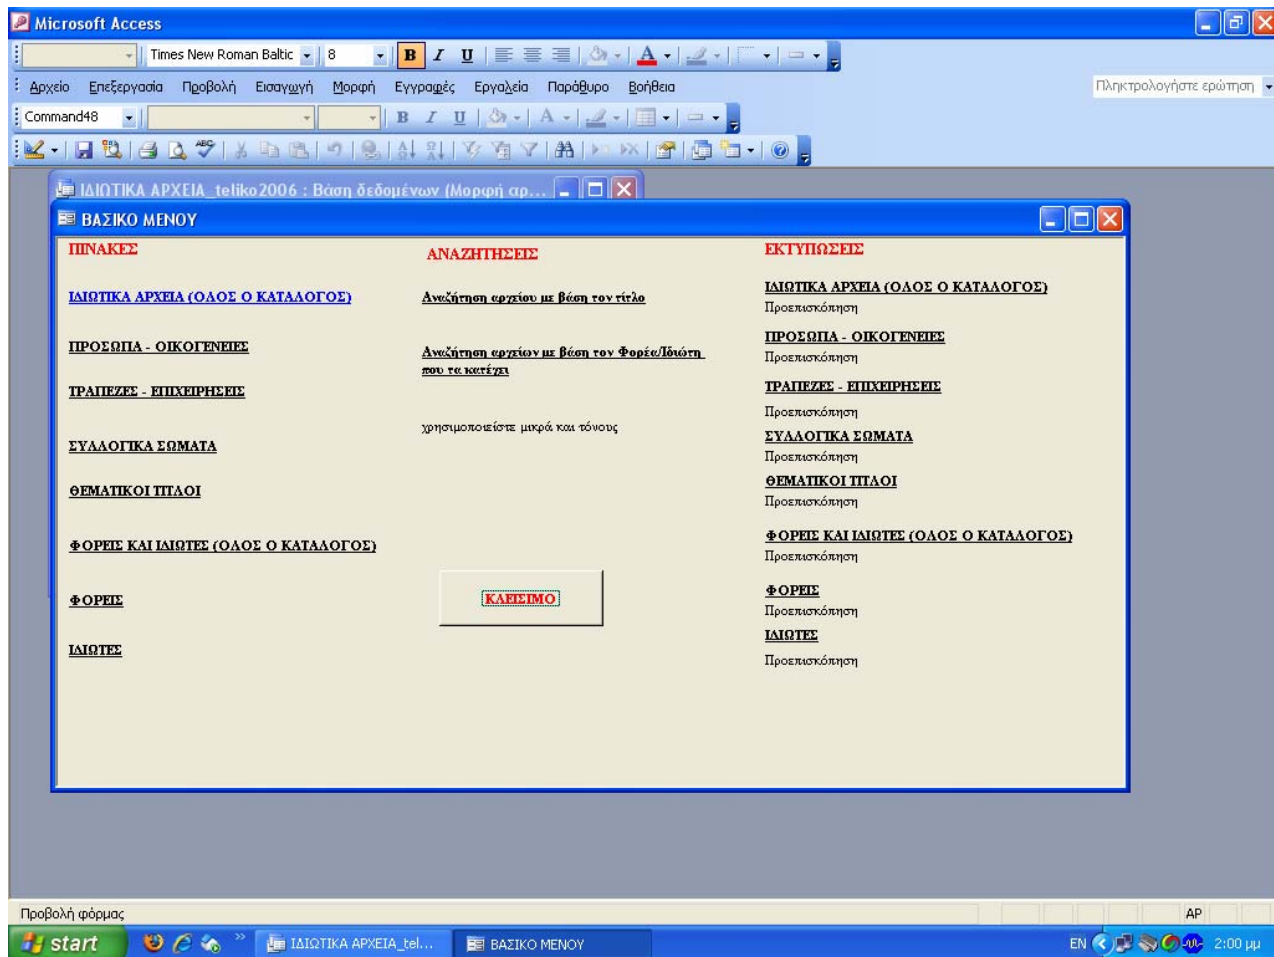 Microsoft Access
Times New Roman Baltic 8 B I U A
Αρχείο Επεξεργασία Προβολή Εισαγωγή Μορφή Εγγραφές Εργαλεία Παράθυρο Βοήθεια Πληκτρολογήστε ερώτηση
Command48 B I U A
ΙΔΙΩΤΙΚΑ ΑΡΧΕΙΑ_teliko2006 : Βάση δεδομένων (Μορφή αρ...
ΒΑΣΙΚΟ ΜΕΝΟΥ
ΠΙΝΑΚΕΣ
ΙΔΙΩΤΙΚΑ ΑΡΧΕΙΑ (ΟΛΟΣ Ο ΚΑΤΑΛΟΓΟΣ)
ΠΡΟΣΩΠΑ - ΟΙΚΟΓΕΝΕΙΕΣ
ΤΡΑΠΕΖΕΣ - ΕΠΙΧΕΙΡΗΣΕΙΣ
ΣΥΛΛΟΓΙΚΑ ΣΩΜΑΤΑ
ΘΕΜΑΤΙΚΟΙ ΤΙΤΛΟΙ
ΦΟΡΕΙΣ ΚΑΙ ΙΔΙΩΤΕΣ (ΟΛΟΣ Ο ΚΑΤΑΛΟΓΟΣ)
ΦΟΡΕΙΣ
ΙΔΙΩΤΕΣ
ΑΝΑΖΗΤΗΣΕΙΣ
Αναζήτηση αρχείου με βάση τον τίτλο
Αναζήτηση αρχείων με βάση τον Φορέα/Ιδιώτη
που τα κατέχει
χρησιμοποιείστε μικρά και τόνους
ΚΛΕΙΣΙΜΟ
ΕΚΤΥΠΩΣΕΙΣ
ΙΔΙΩΤΙΚΑ ΑΡΧΕΙΑ (ΟΛΟΣ Ο ΚΑΤΑΛΟΓΟΣ)
Προεπισκόπηση
ΠΡΟΣΩΠΑ - ΟΙΚΟΓΕΝΕΙΕΣ
Προεπισκόπηση
ΤΡΑΠΕΖΕΣ - ΕΠΙΧΕΙΡΗΣΕΙΣ
Προεπισκόπηση
ΣΥΛΛΟΓΙΚΑ ΣΩΜΑΤΑ
Προεπισκόπηση
ΘΕΜΑΤΙΚΟΙ ΤΙΤΛΟΙ
Προεπισκόπηση
ΦΟΡΕΙΣ ΚΑΙ ΙΔΙΩΤΕΣ (ΟΛΟΣ Ο ΚΑΤΑΛΟΓΟΣ)
Προεπισκόπηση
ΦΟΡΕΙΣ
Προεπισκόπηση
ΙΔΙΩΤΕΣ
Προεπισκόπηση
Προβολή φόρμας ΑΡ
start ΙΔΙΩΤΙΚΑ ΑΡΧΕΙΑ_tel... ΒΑΣΙΚΟ ΜΕΝΟΥ EN 2:00 μμ